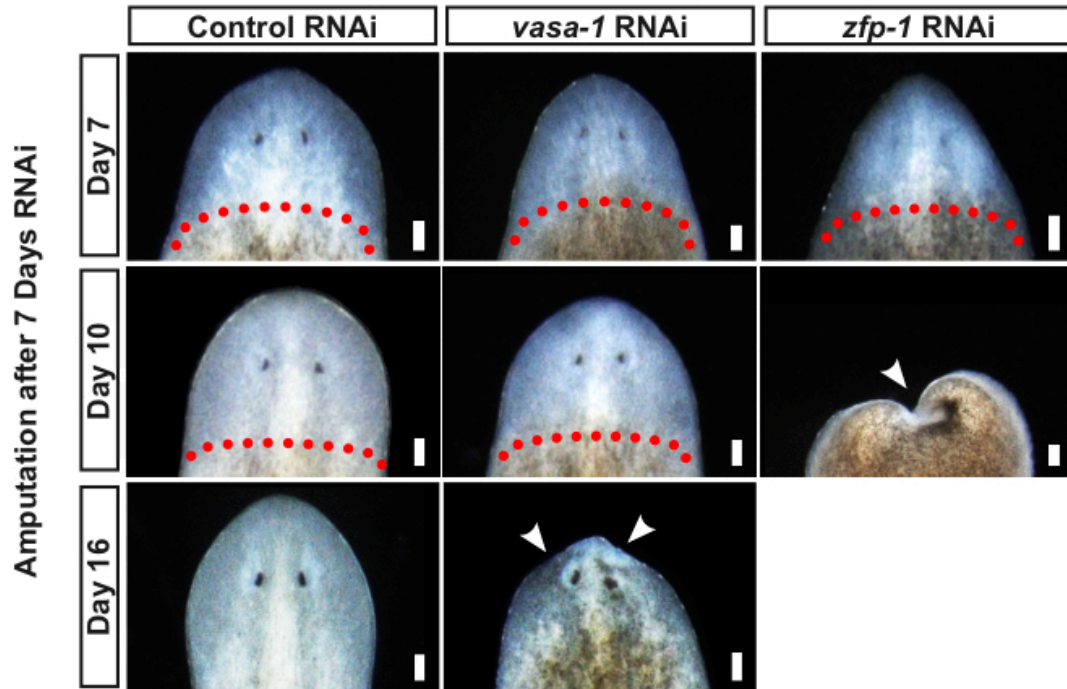 Control RNAi
vasa-1 RNAi
zfp-1 RNAi
Amputation after 7 Days RNAi
Day 7
Day 10
Day 16